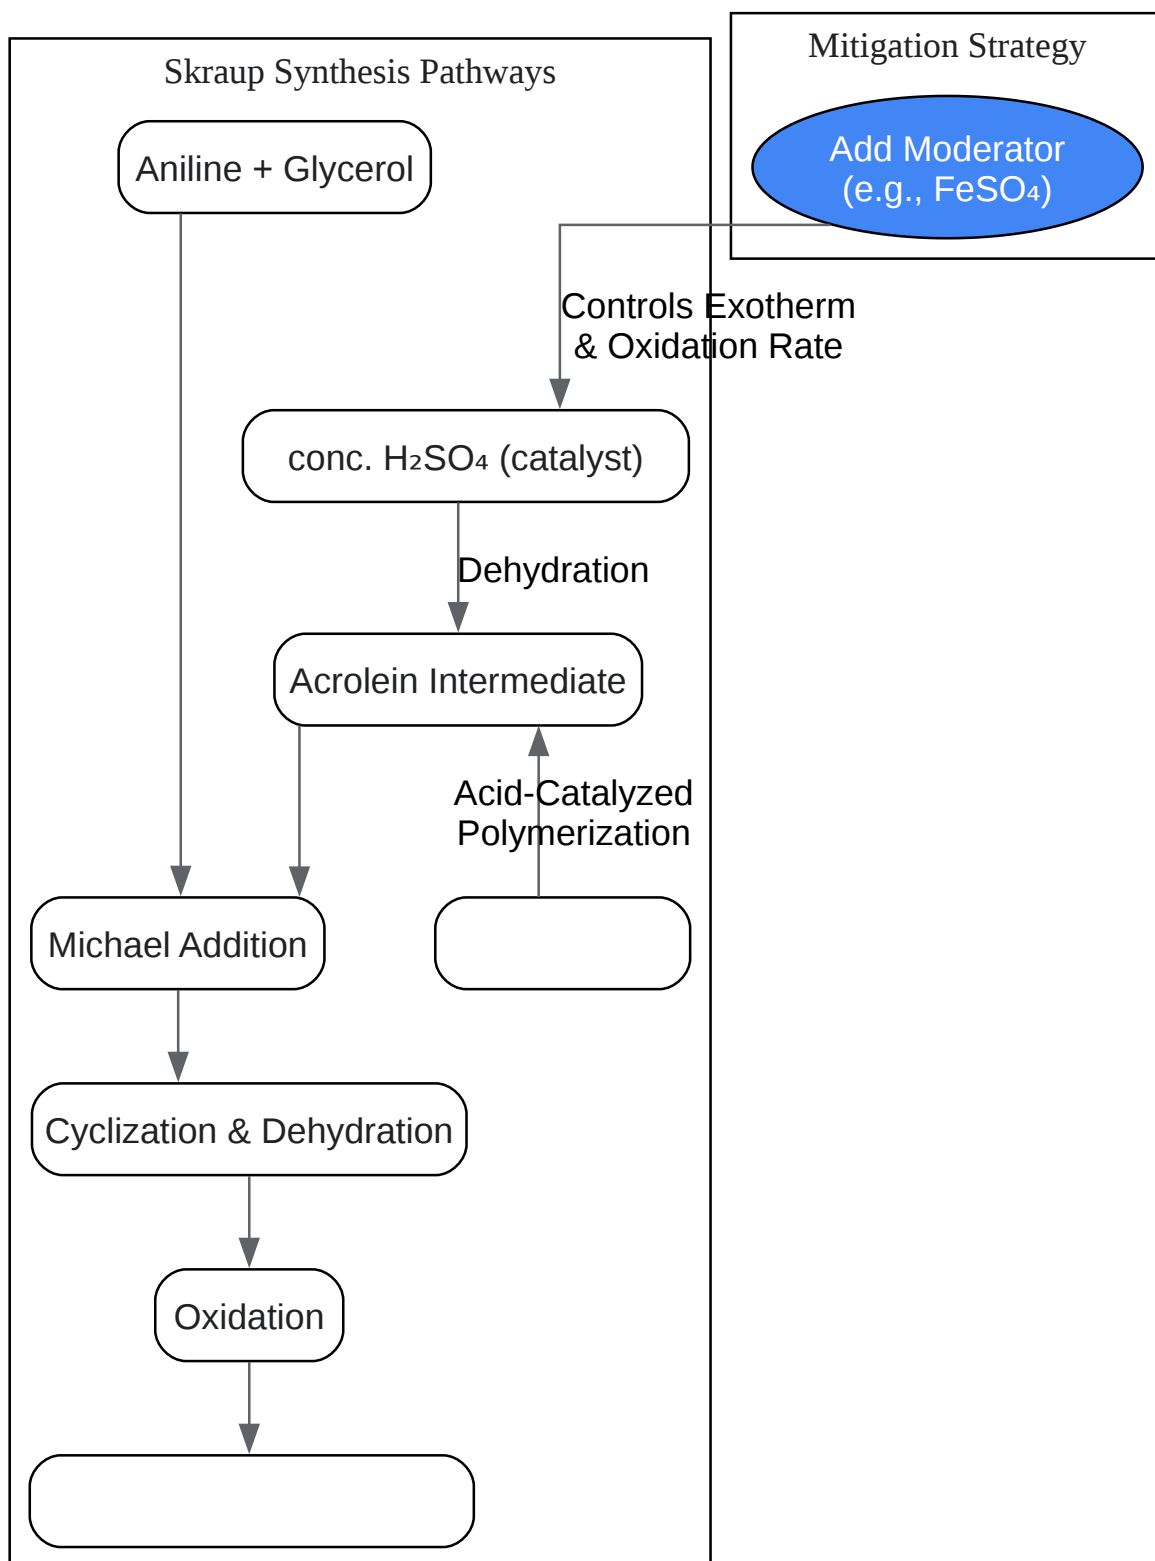 Skraup Synthesis Pathways
Mitigation Strategy
Aniline + Glycerol
Add Moderator
(e.g., FeSO₄)
Controls Exotherm
& Oxidation Rate
conc. H₂SO₄ (catalyst)
Dehydration
Acrolein Intermediate
Acid-Catalyzed
Polymerization
Michael Addition
Cyclization & Dehydration
Oxidation